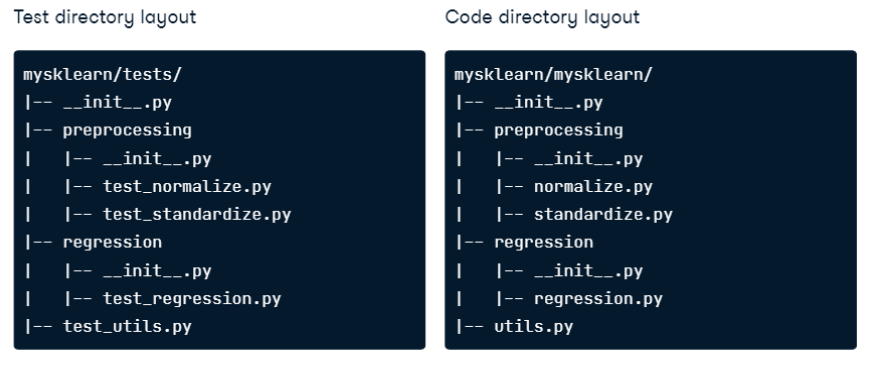 Test directory layout
mysklearn/tests/
|-- __init__.py
|-- preprocessing
|   |-- __init__.py
|   |-- test_normalize.py
|   |-- test_standardize.py
|-- regression
|   |-- __init__.py
|   |-- test_regression.py
|-- test_utils.py
Code directory layout
mysklearn/mysklearn/
|-- __init__.py
|-- preprocessing
|   |-- __init__.py
|   |-- normalize.py
|   |-- standardize.py
|-- regression
|   |-- __init__.py
|   |-- regression.py
|-- utils.py